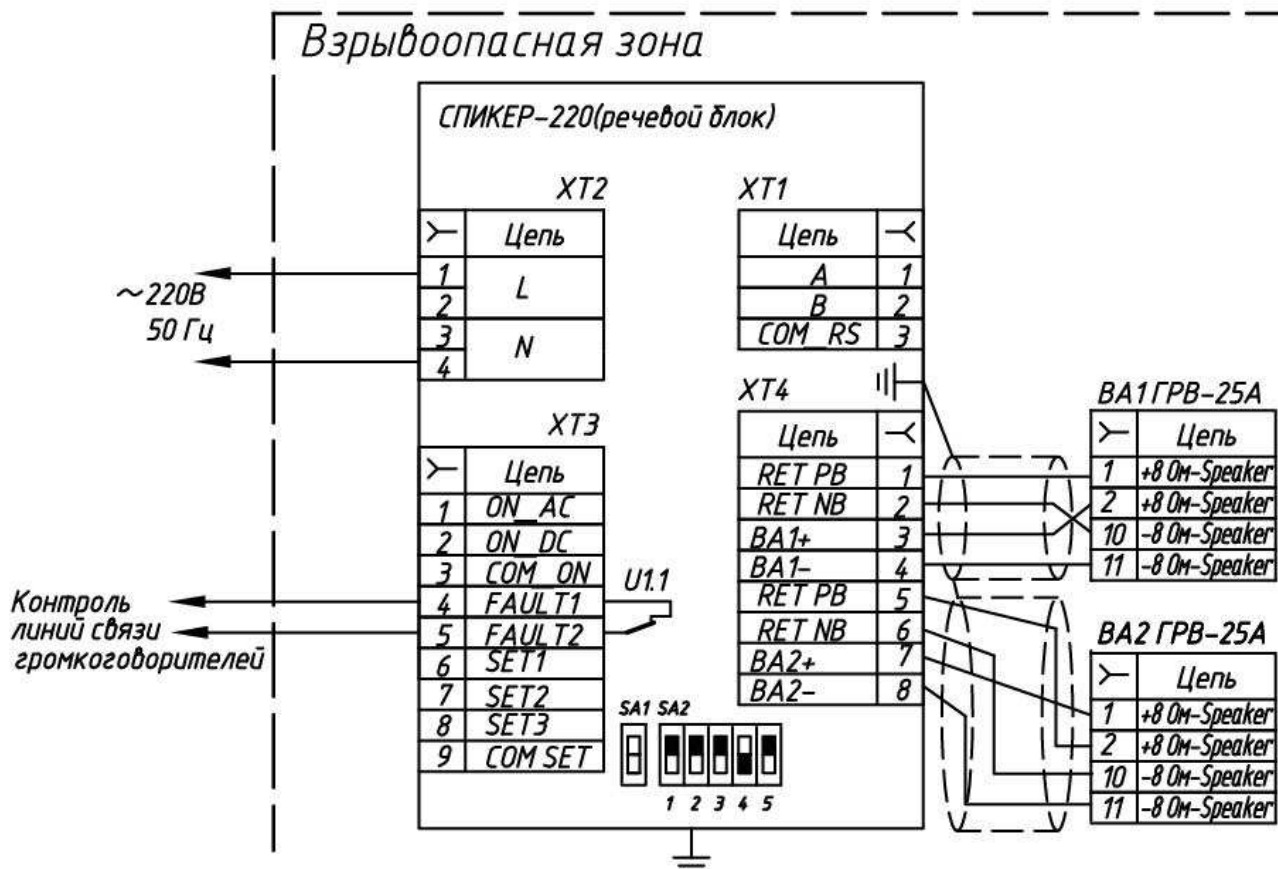 Взрывоопасная зона
СПИКЕР-220(речевой блок)
XT2
Цепь
1
L
2
3
N
4
~220В
50 Гц
XT1
Цепь
A 1
B 2
COM_RS 3
XT3
Цепь
1 ON_AC
2 ON_DC
3 COM_ON
4 FAULT1
5 FAULT2
6 SET1
7 SET2
8 SET3
9 COM SET
U1.1
Контроль
линий связи
громкоговорителей
XT4
Цепь
RET PB 1
RET NB 2
BA1+ 3
BA1- 4
RET PB 5
RET NB 6
BA2+ 7
BA2- 8
SA1 SA2
1 2 3 4 5
BA1 ГРВ-25А
Цепь
1 +8 Ом-Speaker
2 +8 Ом-Speaker
10 -8 Ом-Speaker
11 -8 Ом-Speaker
BA2 ГРВ-25А
Цепь
1 +8 Ом-Speaker
2 +8 Ом-Speaker
10 -8 Ом-Speaker
11 -8 Ом-Speaker